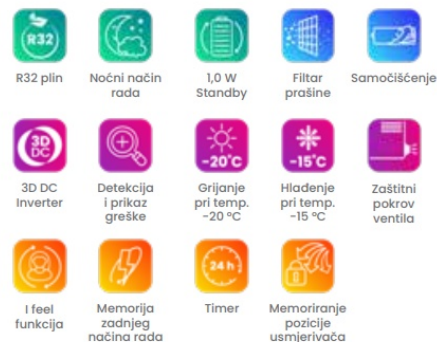 R32
R32 plin
Noćni način
rada
1,0 W
Standby
Filtar
prašine
Samočišćenje
3D
DC
-20°C
-15°C
3D DC
Inverter
Detekcija
i prikaz
greške
Grijanje
pri temp.
-20 °C
Hlađenje
pri temp.
-15 °C
Zaštitni
pokrov
ventila
24 h
I feel
funkcija
Memorija
zadnjeg
načina rada
Timer
Memoriranje
pozicije
usmjerivača